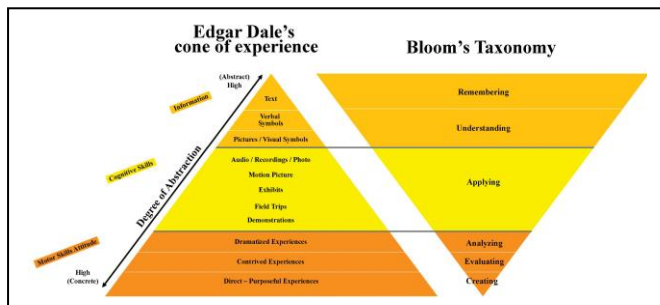 Edgar Dale's
cone of experience
Bloom's Taxonomy
(Abstract)
High
Information
Cognitive Skills
Motor Skills Attitude
Degree of Abstraction
High
(Concrete)
Text
Verbal
Symbols
Pictures / Visual Symbols
Audio / Recordings / Photo
Motion Picture
Exhibits
Field Trips
Demonstrations
Dramatized Experiences
Contrived Experiences
Direct – Purposeful Experiences
Remembering
Understanding
Applying
Analyzing
Evaluating
Creating